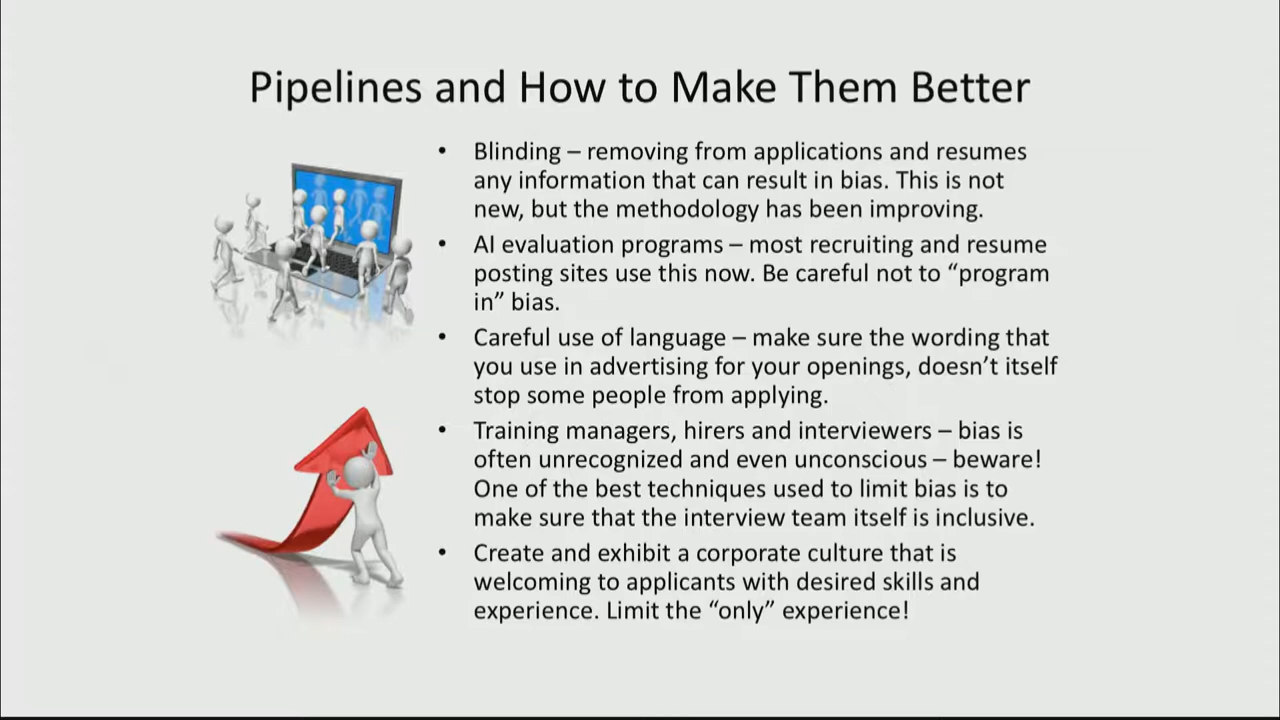 Pipelines and How to Make Them Better
• Blinding – removing from applications and resumes
any information that can result in bias. This is not
new, but the methodology has been improving.
• AI evaluation programs – most recruiting and resume
posting sites use this now. Be careful not to “program
in” bias.
• Careful use of language – make sure the wording that
you use in advertising for your openings, doesn’t itself
stop some people from applying.
• Training managers, hirers and interviewers – bias is
often unrecognized and even unconscious – beware!
One of the best techniques used to limit bias is to
make sure that the interview team itself is inclusive.
• Create and exhibit a corporate culture that is
welcoming to applicants with desired skills and
experience. Limit the “only” experience!